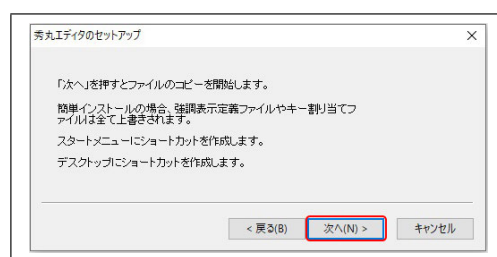 秀丸エディタのセットアップ
「次へ」を押すとファイルのコピーを開始します。
簡単インストールの場合、強調表示定義ファイルやキー割り当てフ
ァイルは全て上書きされます。
スタートメニューにショートカットを作成します。
デスクトップにショートカットを作成します。
< 戻る(B) 次へ(N) > キャンセル